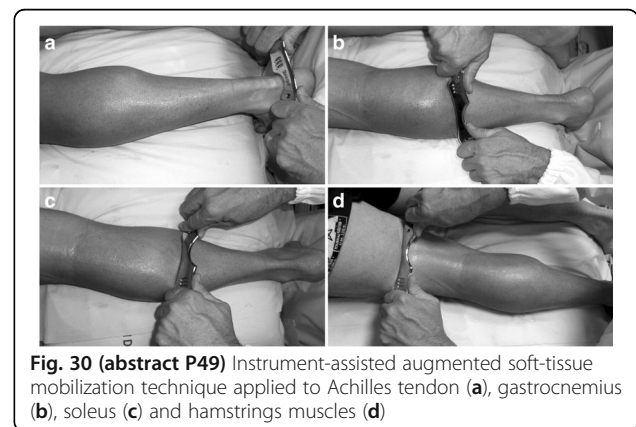 a
b
c
d
Fig. 30 (abstract P49) Instrument-assisted augmented soft-tissue
mobilization technique applied to Achilles tendon (a), gastrocnemius
(b), soleus (c) and hamstrings muscles (d)